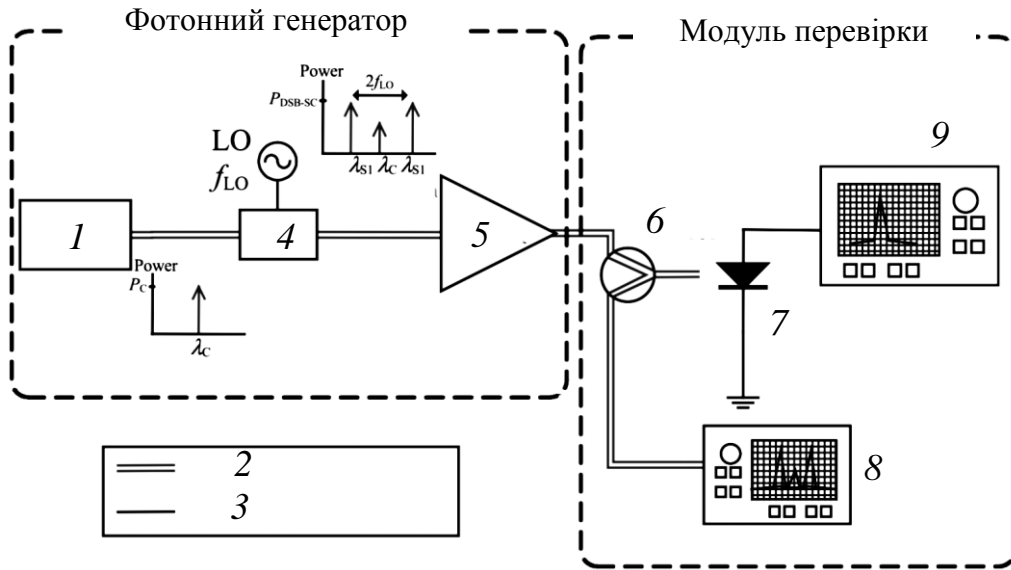 Фотонний генератор
Модуль перевірки
Power
2fLO
PDSB-SC
LO
fLO
λS1 λC λS1
9
1
4
5
6
Power
PC
λC
7
2
3
8